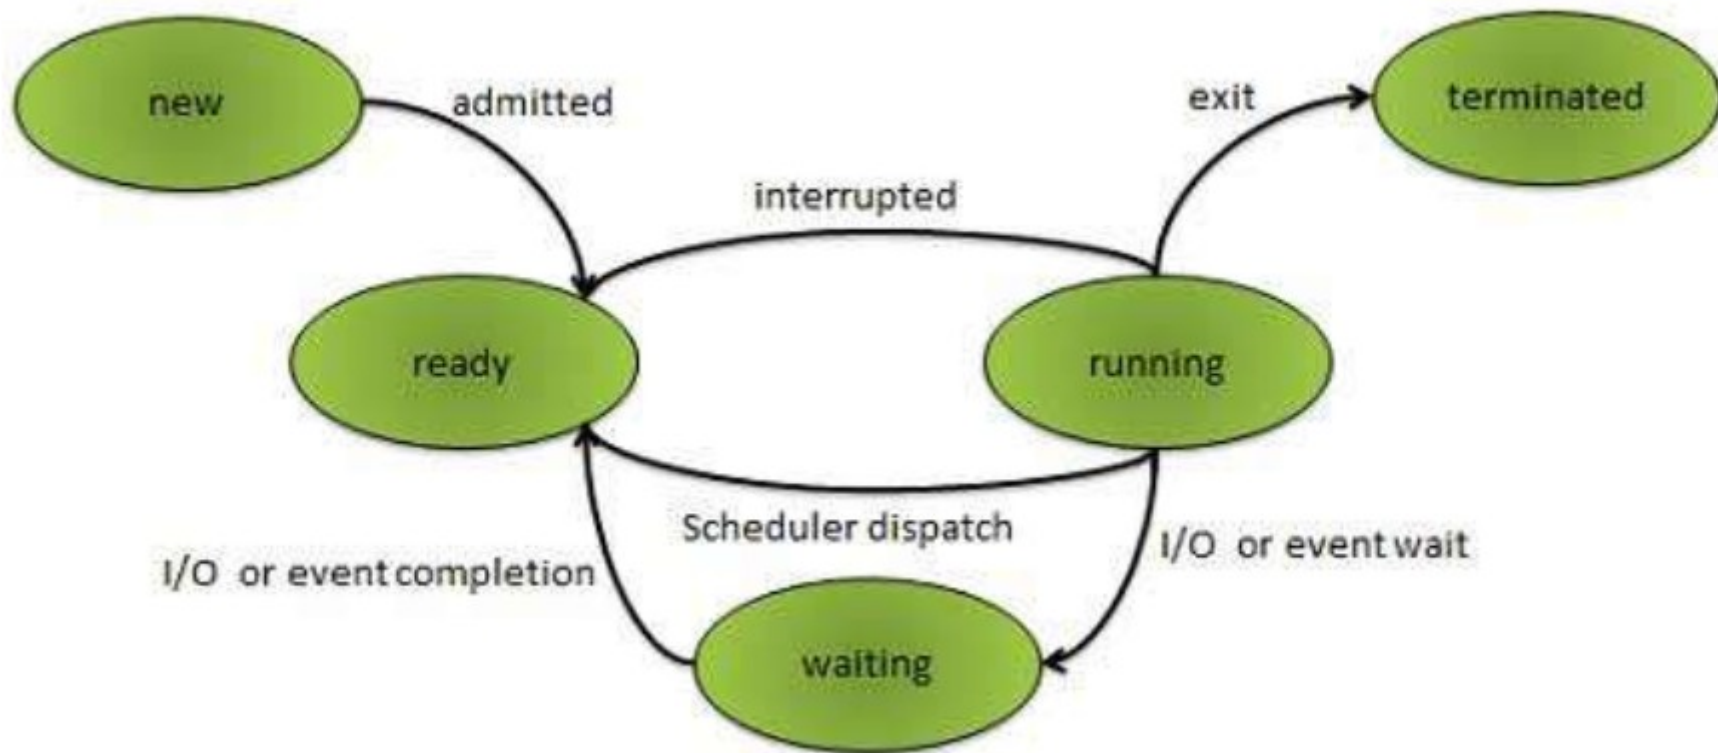 new
admitted
exit
terminated
interrupted
ready
running
Scheduler dispatch
I/O or event wait
I/O or event completion
waiting